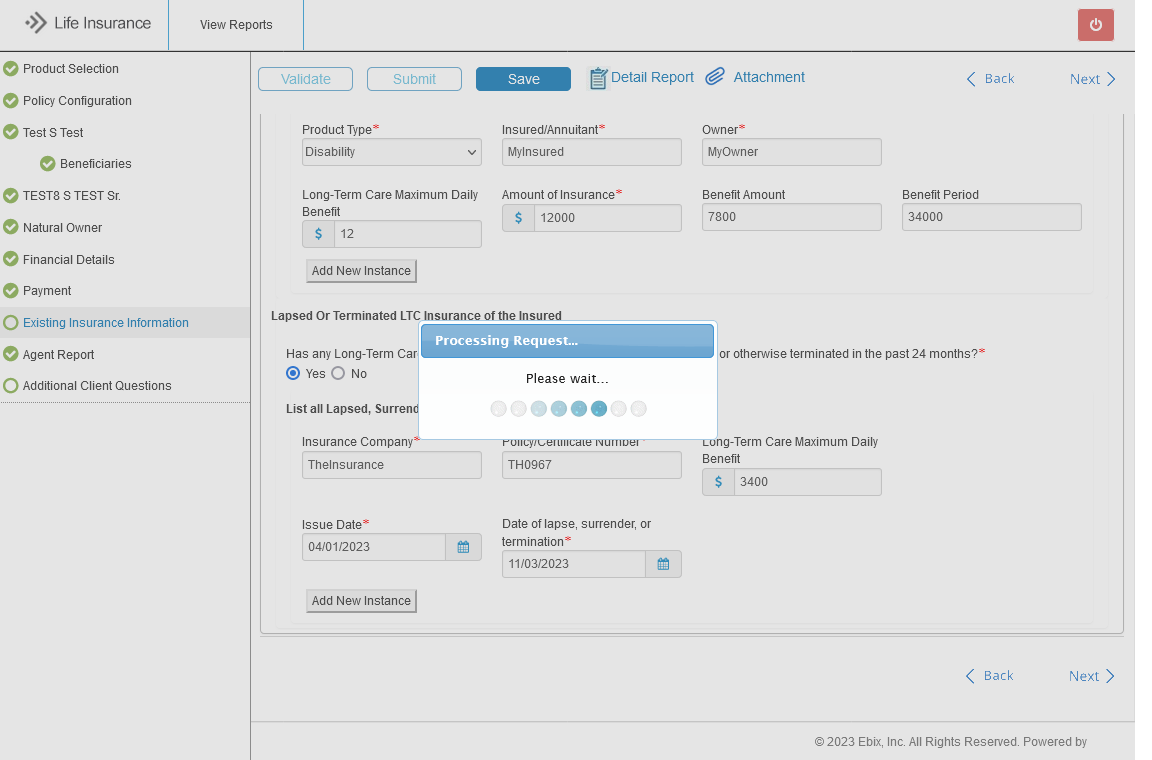 Life Insurance
View Reports
Product Selection
Policy Configuration
Test S Test
Beneficiaries
TEST8 S TEST Sr.
Natural Owner
Financial Details
Payment
Existing Insurance Information
Agent Report
Additional Client Questions
Validate
Submit
Save
Detail Report
Attachment
Back
Next
Product Type*
Insured/Annuitant*
Owner*
Disability
MyInsured
MyOwner
Long-Term Care Maximum Daily
Benefit
Amount of Insurance*
Benefit Amount
Benefit Period
$ 12
$ 12000
7800
34000
Add New Instance
Lapsed Or Terminated LTC Insurance of the Insured
Processing Request...
Please wait...
Has any Long-Term Car
or otherwise terminated in the past 24 months?*
Yes
No
List all Lapsed, Surrend
Insurance Company*
Policy/Certificate Number*
Long-Term Care Maximum Daily
Benefit
TheInsurance
TH0967
$ 3400
Issue Date*
Date of lapse, surrender, or
termination*
04/01/2023
11/03/2023
Add New Instance
Back
Next
© 2023 Ebix, Inc. All Rights Reserved. Powered by